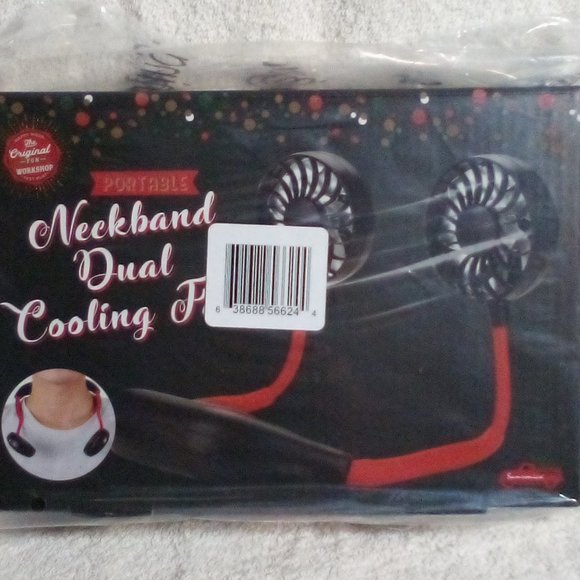 The
Original
FUN
WORKSHOP
PORTABLE
Neckband
Dual
Cooling F
6 38688 56624 4